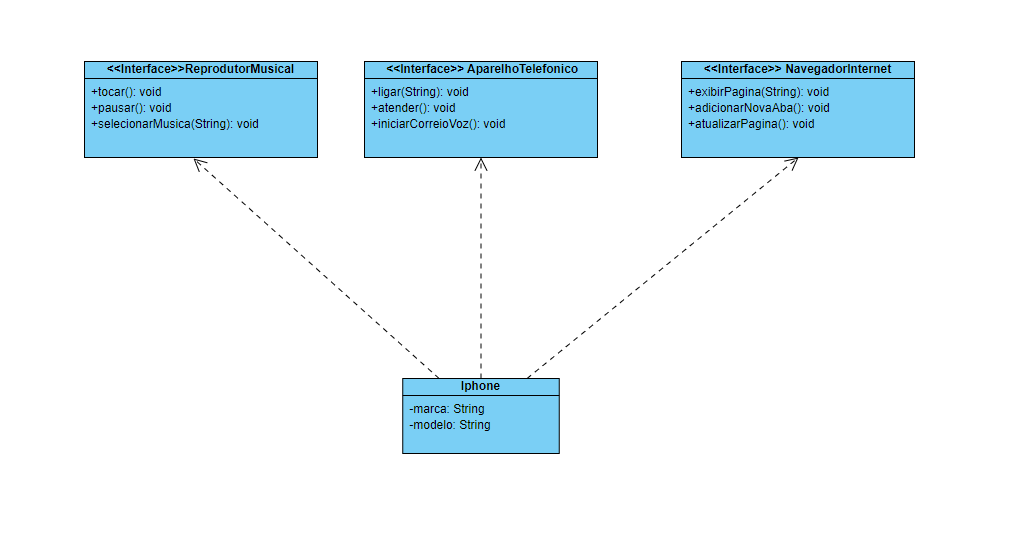 <<Interface>>ReprodutorMusical
+tocar(): void
+pausar(): void
+selecionarMusica(String): void
<<Interface>> AparelhoTelefonico
+ligar(String): void
+atender(): void
+iniciarCorreioVoz(): void
<<Interface>> NavegadorInternet
+exibirPagina(String): void
+adicionarNovaAba(): void
+atualizarPagina(): void
Iphone
-marca: String
-modelo: String